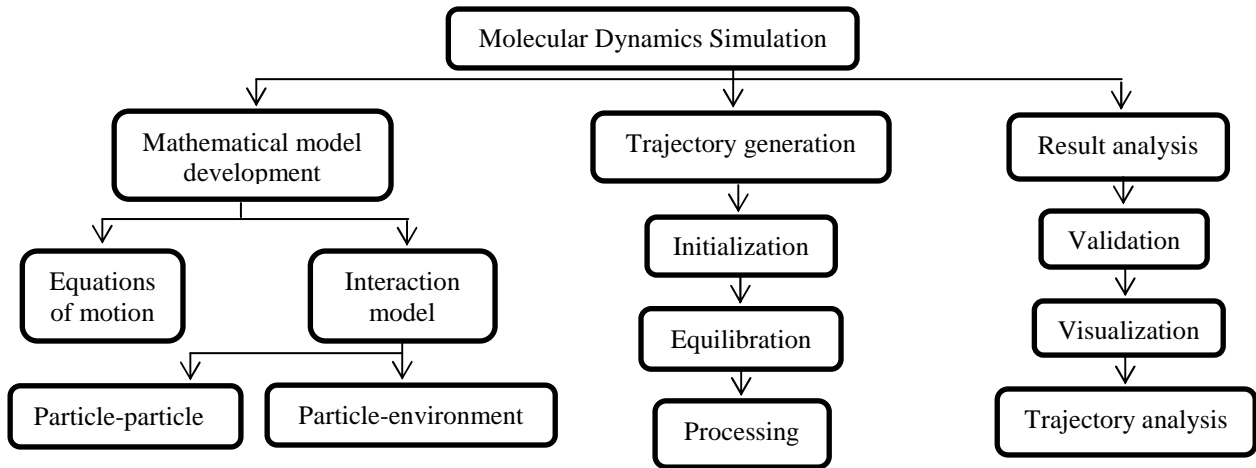 Molecular Dynamics Simulation
Mathematical model
development
Trajectory generation
Result analysis
Equations
of motion
Interaction
model
Initialization
Validation
Equilibration
Visualization
Particle-particle
Particle-environment
Processing
Trajectory analysis